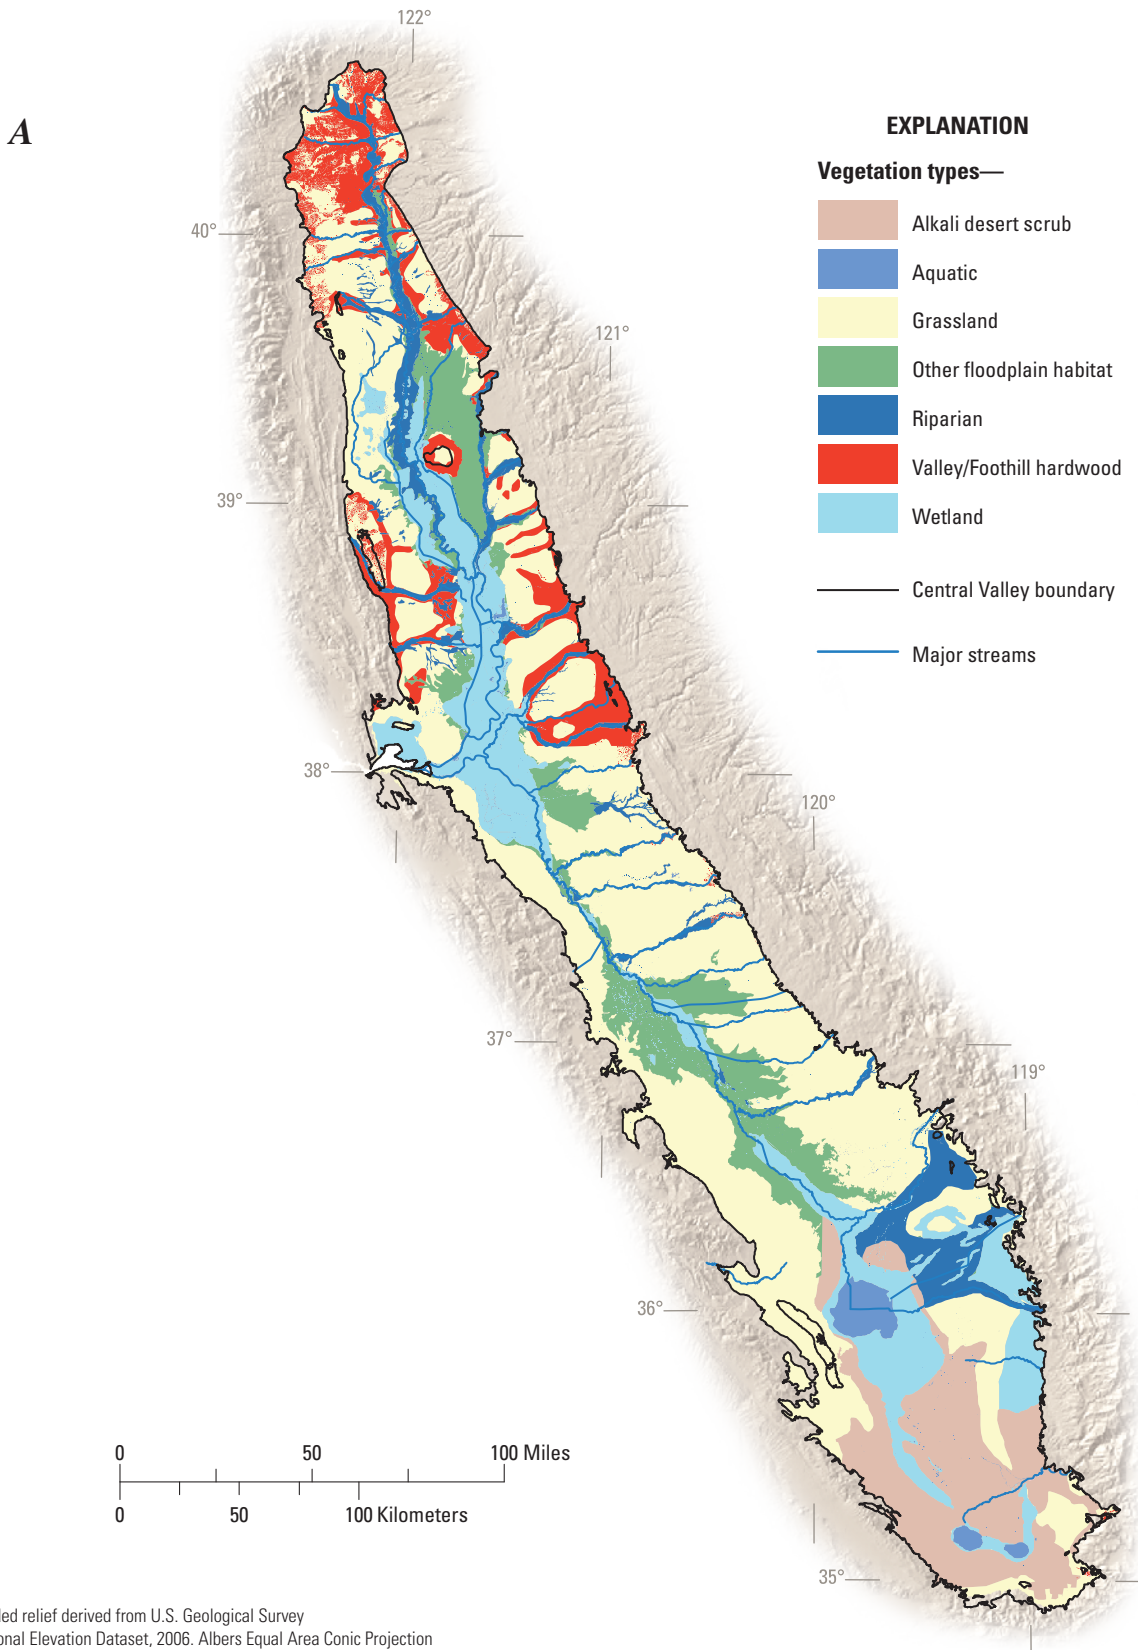 122°
A
EXPLANATION
Vegetation types—
Alkali desert scrub
Aquatic
40°
Grassland
121°
Other floodplain habitat
Riparian
Valley/Foothill hardwood
39°
Wetland
Central Valley boundary
Major streams
38°
120°
37°
119°
36°
0 50 100 Miles
0 50 100 Kilometers
35°
led relief derived from U.S. Geological Survey
onal Elevation Dataset, 2006. Albers Equal Area Conic Projection